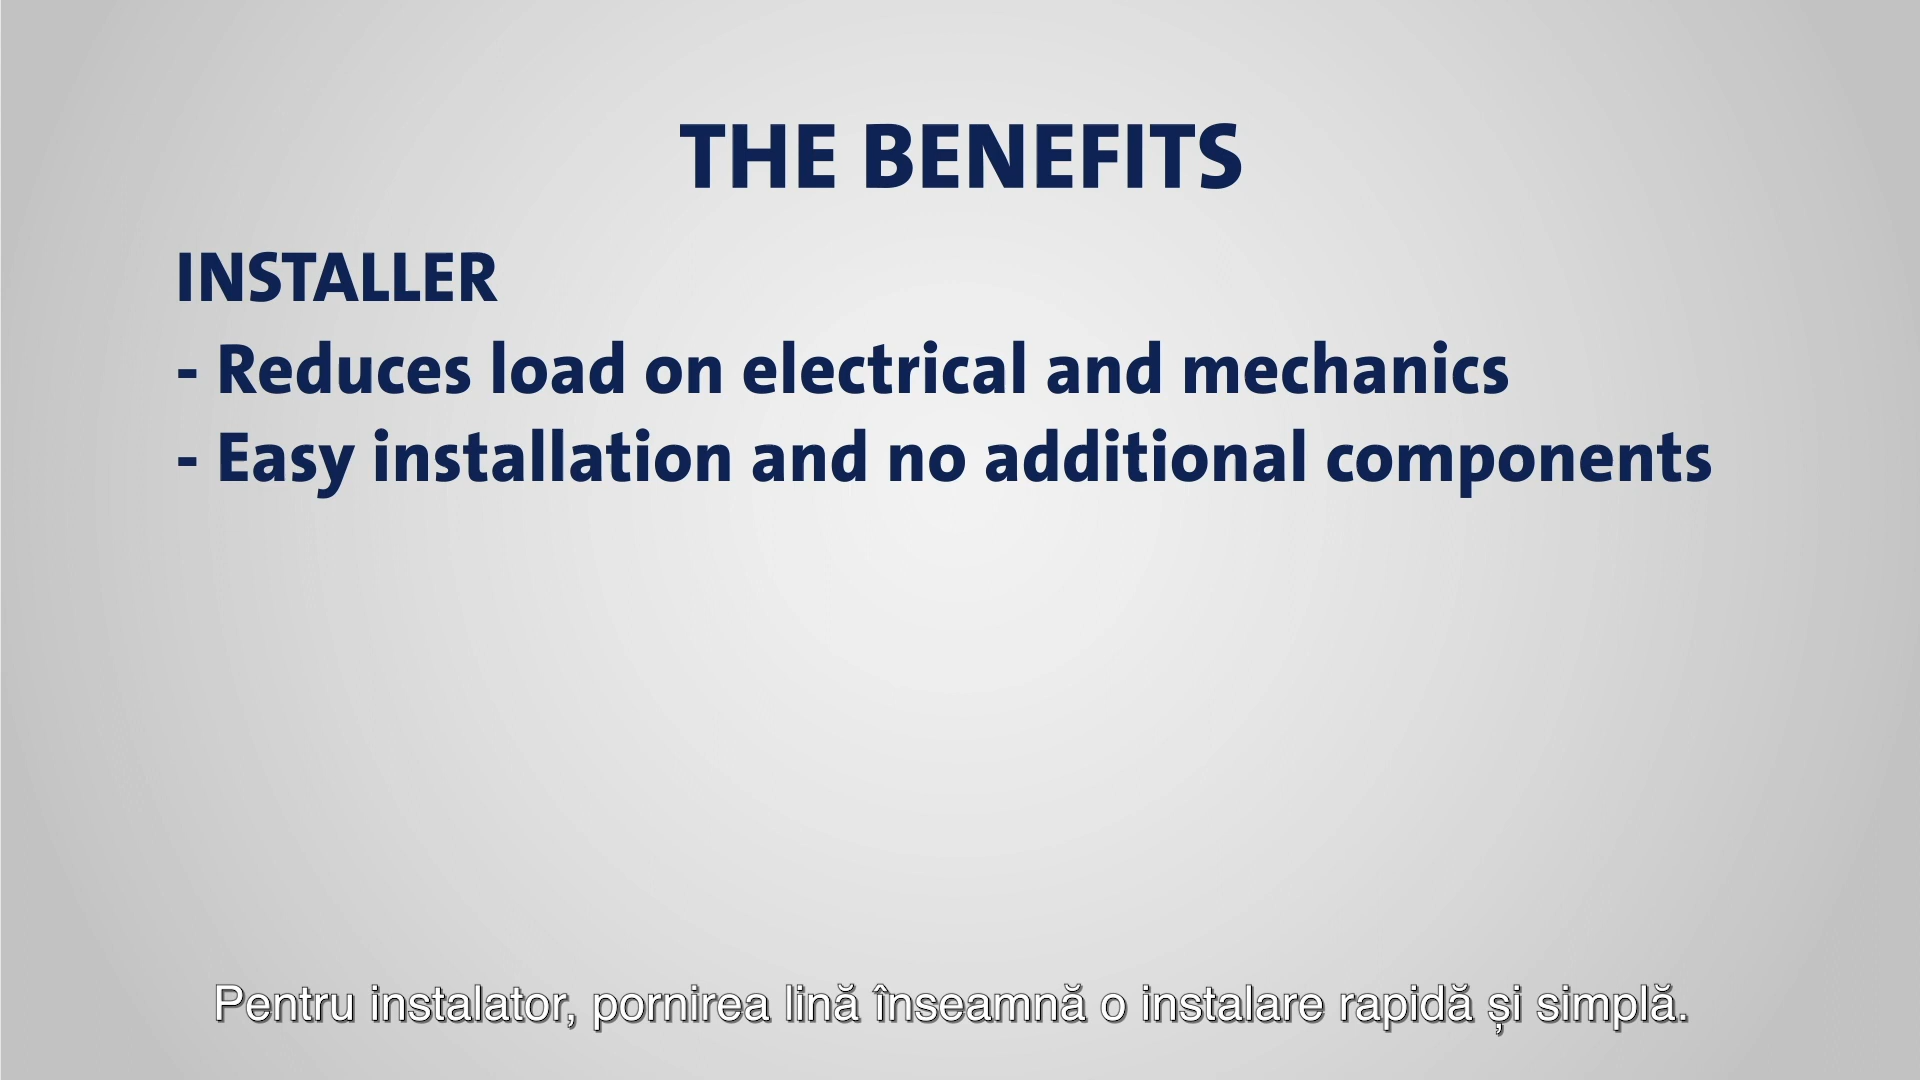 THE BENEFITS
INSTALLER
- Reduces load on electrical and mechanics
- Easy installation and no additional components
Pentru instalator, pornirea lină înseamnă o instalare rapidă și simplă.